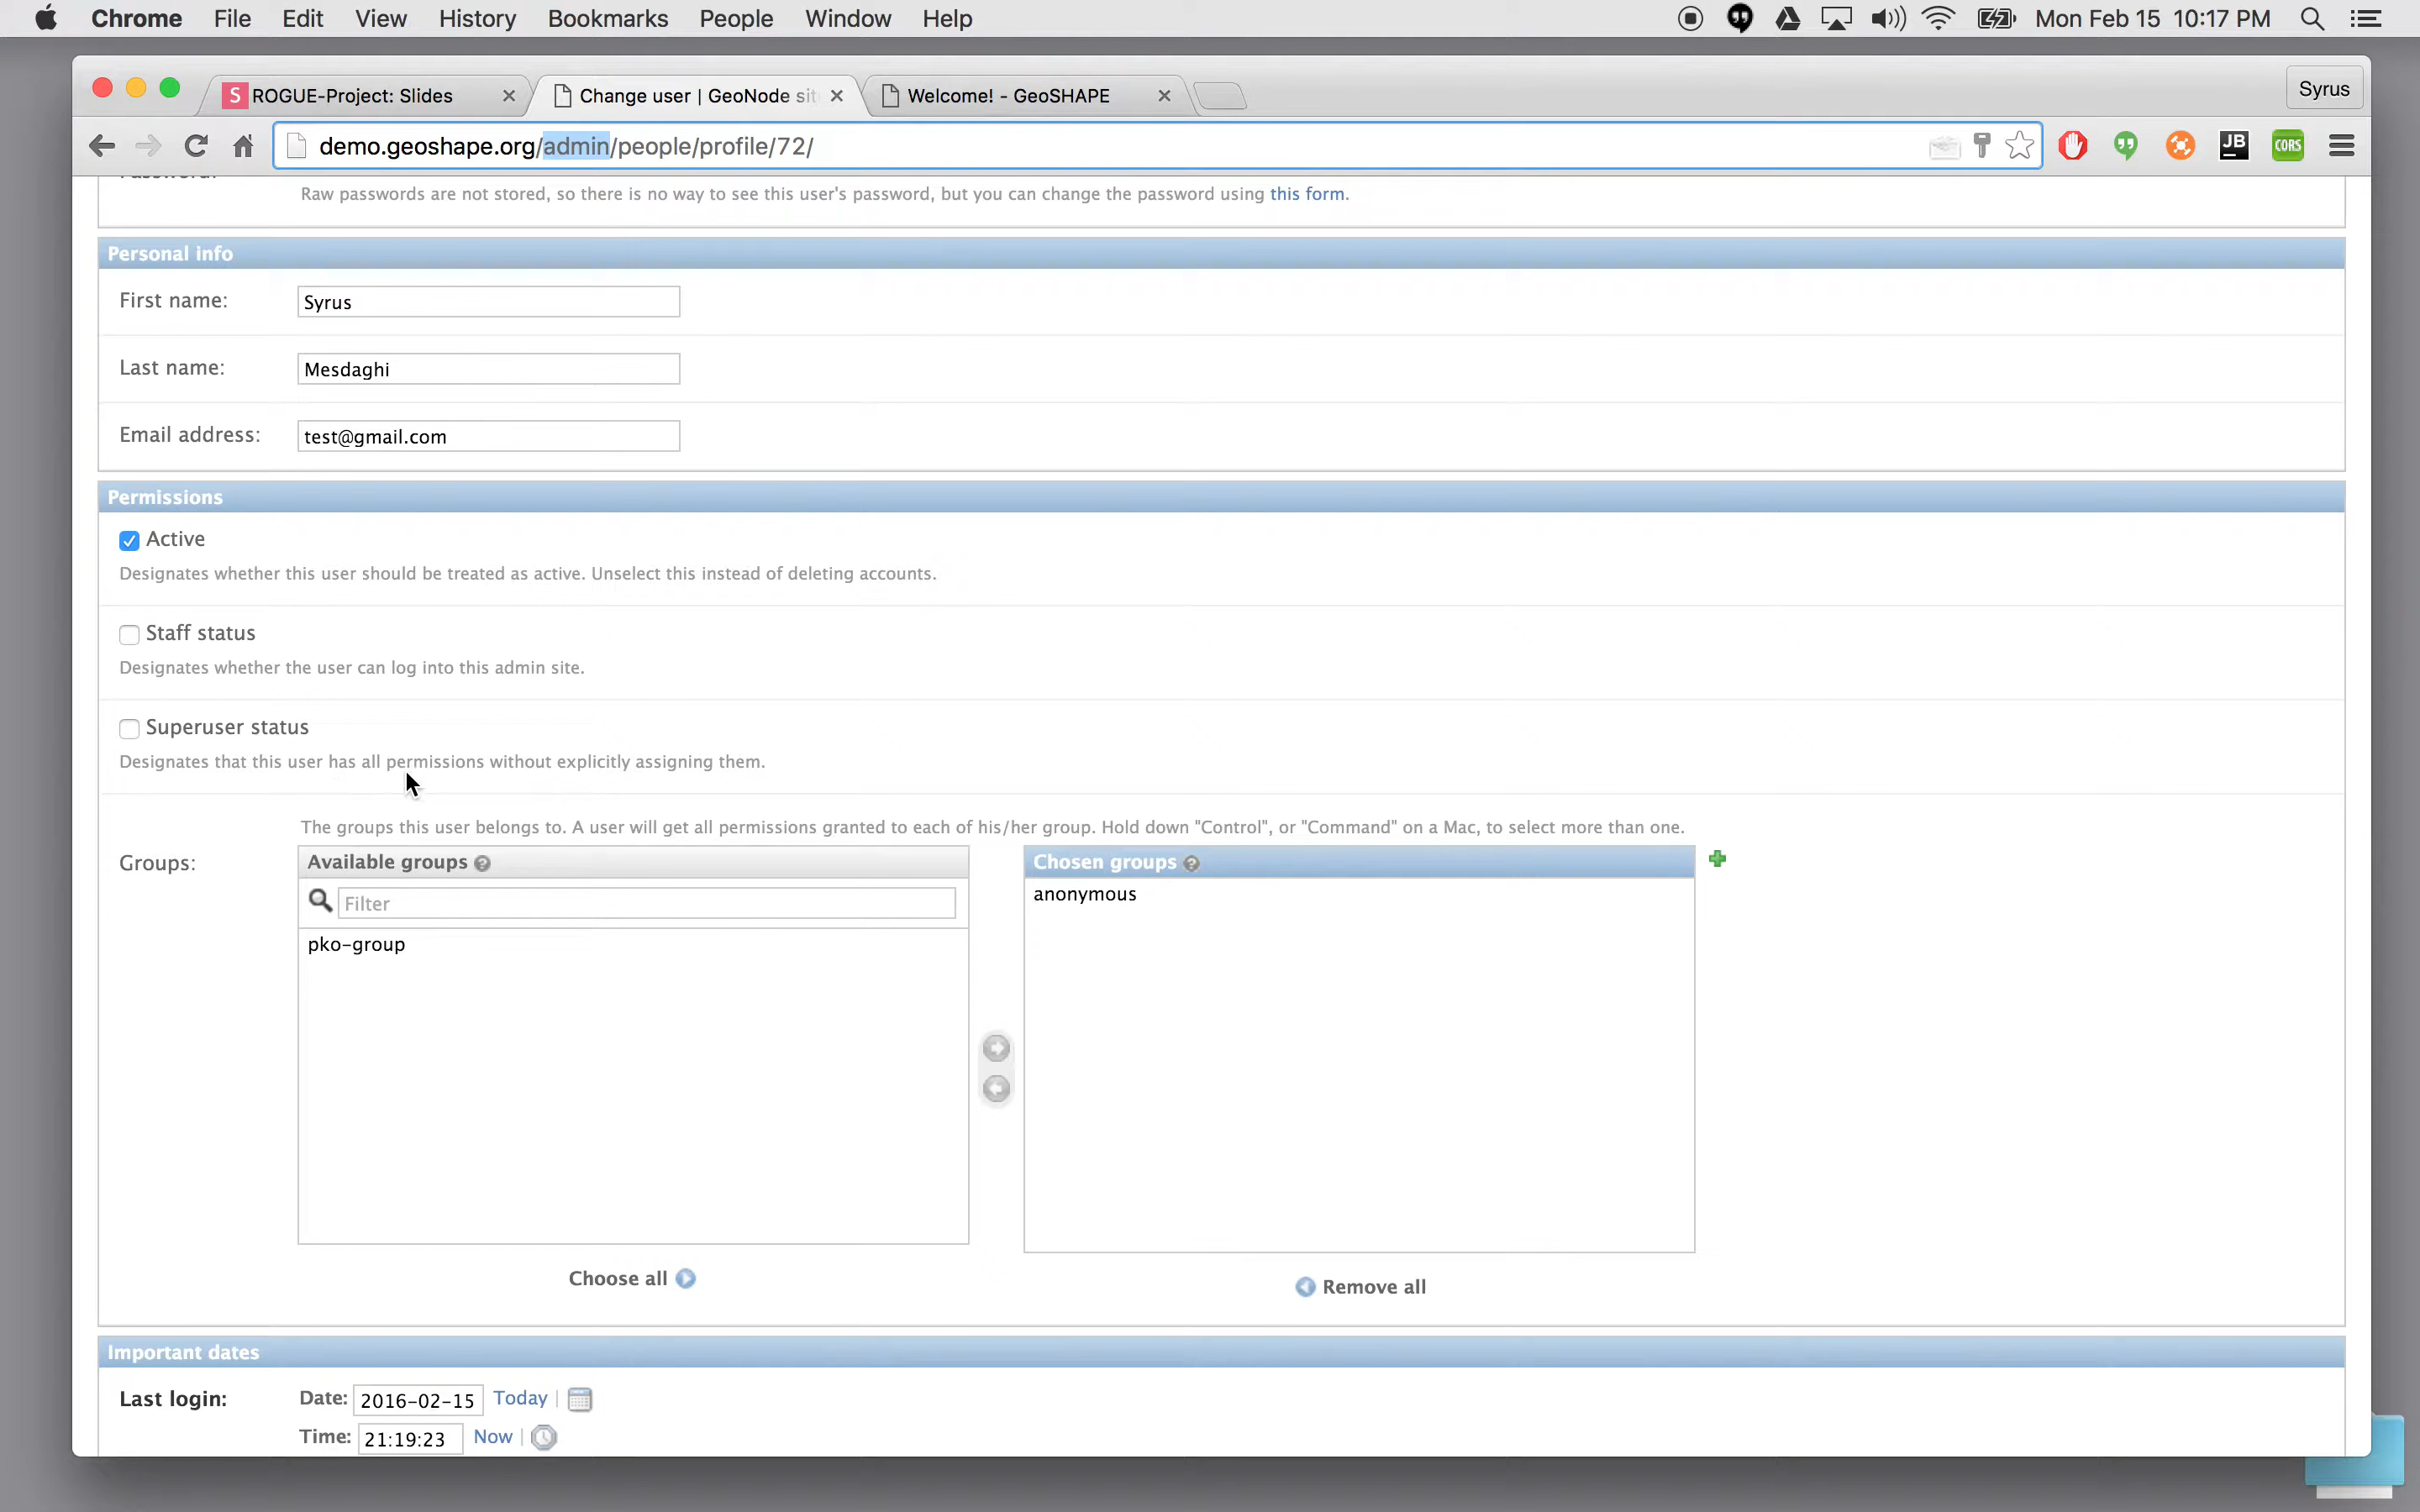 Chrome File Edit View History Bookmarks People Window Help Mon Feb 15 10:17 PM
S ROGUE-Project: Slides Change user | GeoNode sit Welcome! - GeoSHAPE Syrus
demo.geoshape.org/admin/people/profile/72/ JB CORS
Raw passwords are not stored, so there is no way to see this user's password, but you can change the password using this form.
Personal info
First name: Syrus
Last name: Mesdaghi
Email address: test@gmail.com
Permissions
Active
Designates whether this user should be treated as active. Unselect this instead of deleting accounts.
Staff status
Designates whether the user can log into this admin site.
Superuser status
Designates that this user has all permissions without explicitly assigning them.
The groups this user belongs to. A user will get all permissions granted to each of his/her group. Hold down "Control", or "Command" on a Mac, to select more than one.
Groups: Available groups ? Chosen groups ?
Filter
anonymous
pko-group
Choose all
Remove all
Important dates
Last login: Date: 2016-02-15 Today |
Time: 21:19:23 Now |